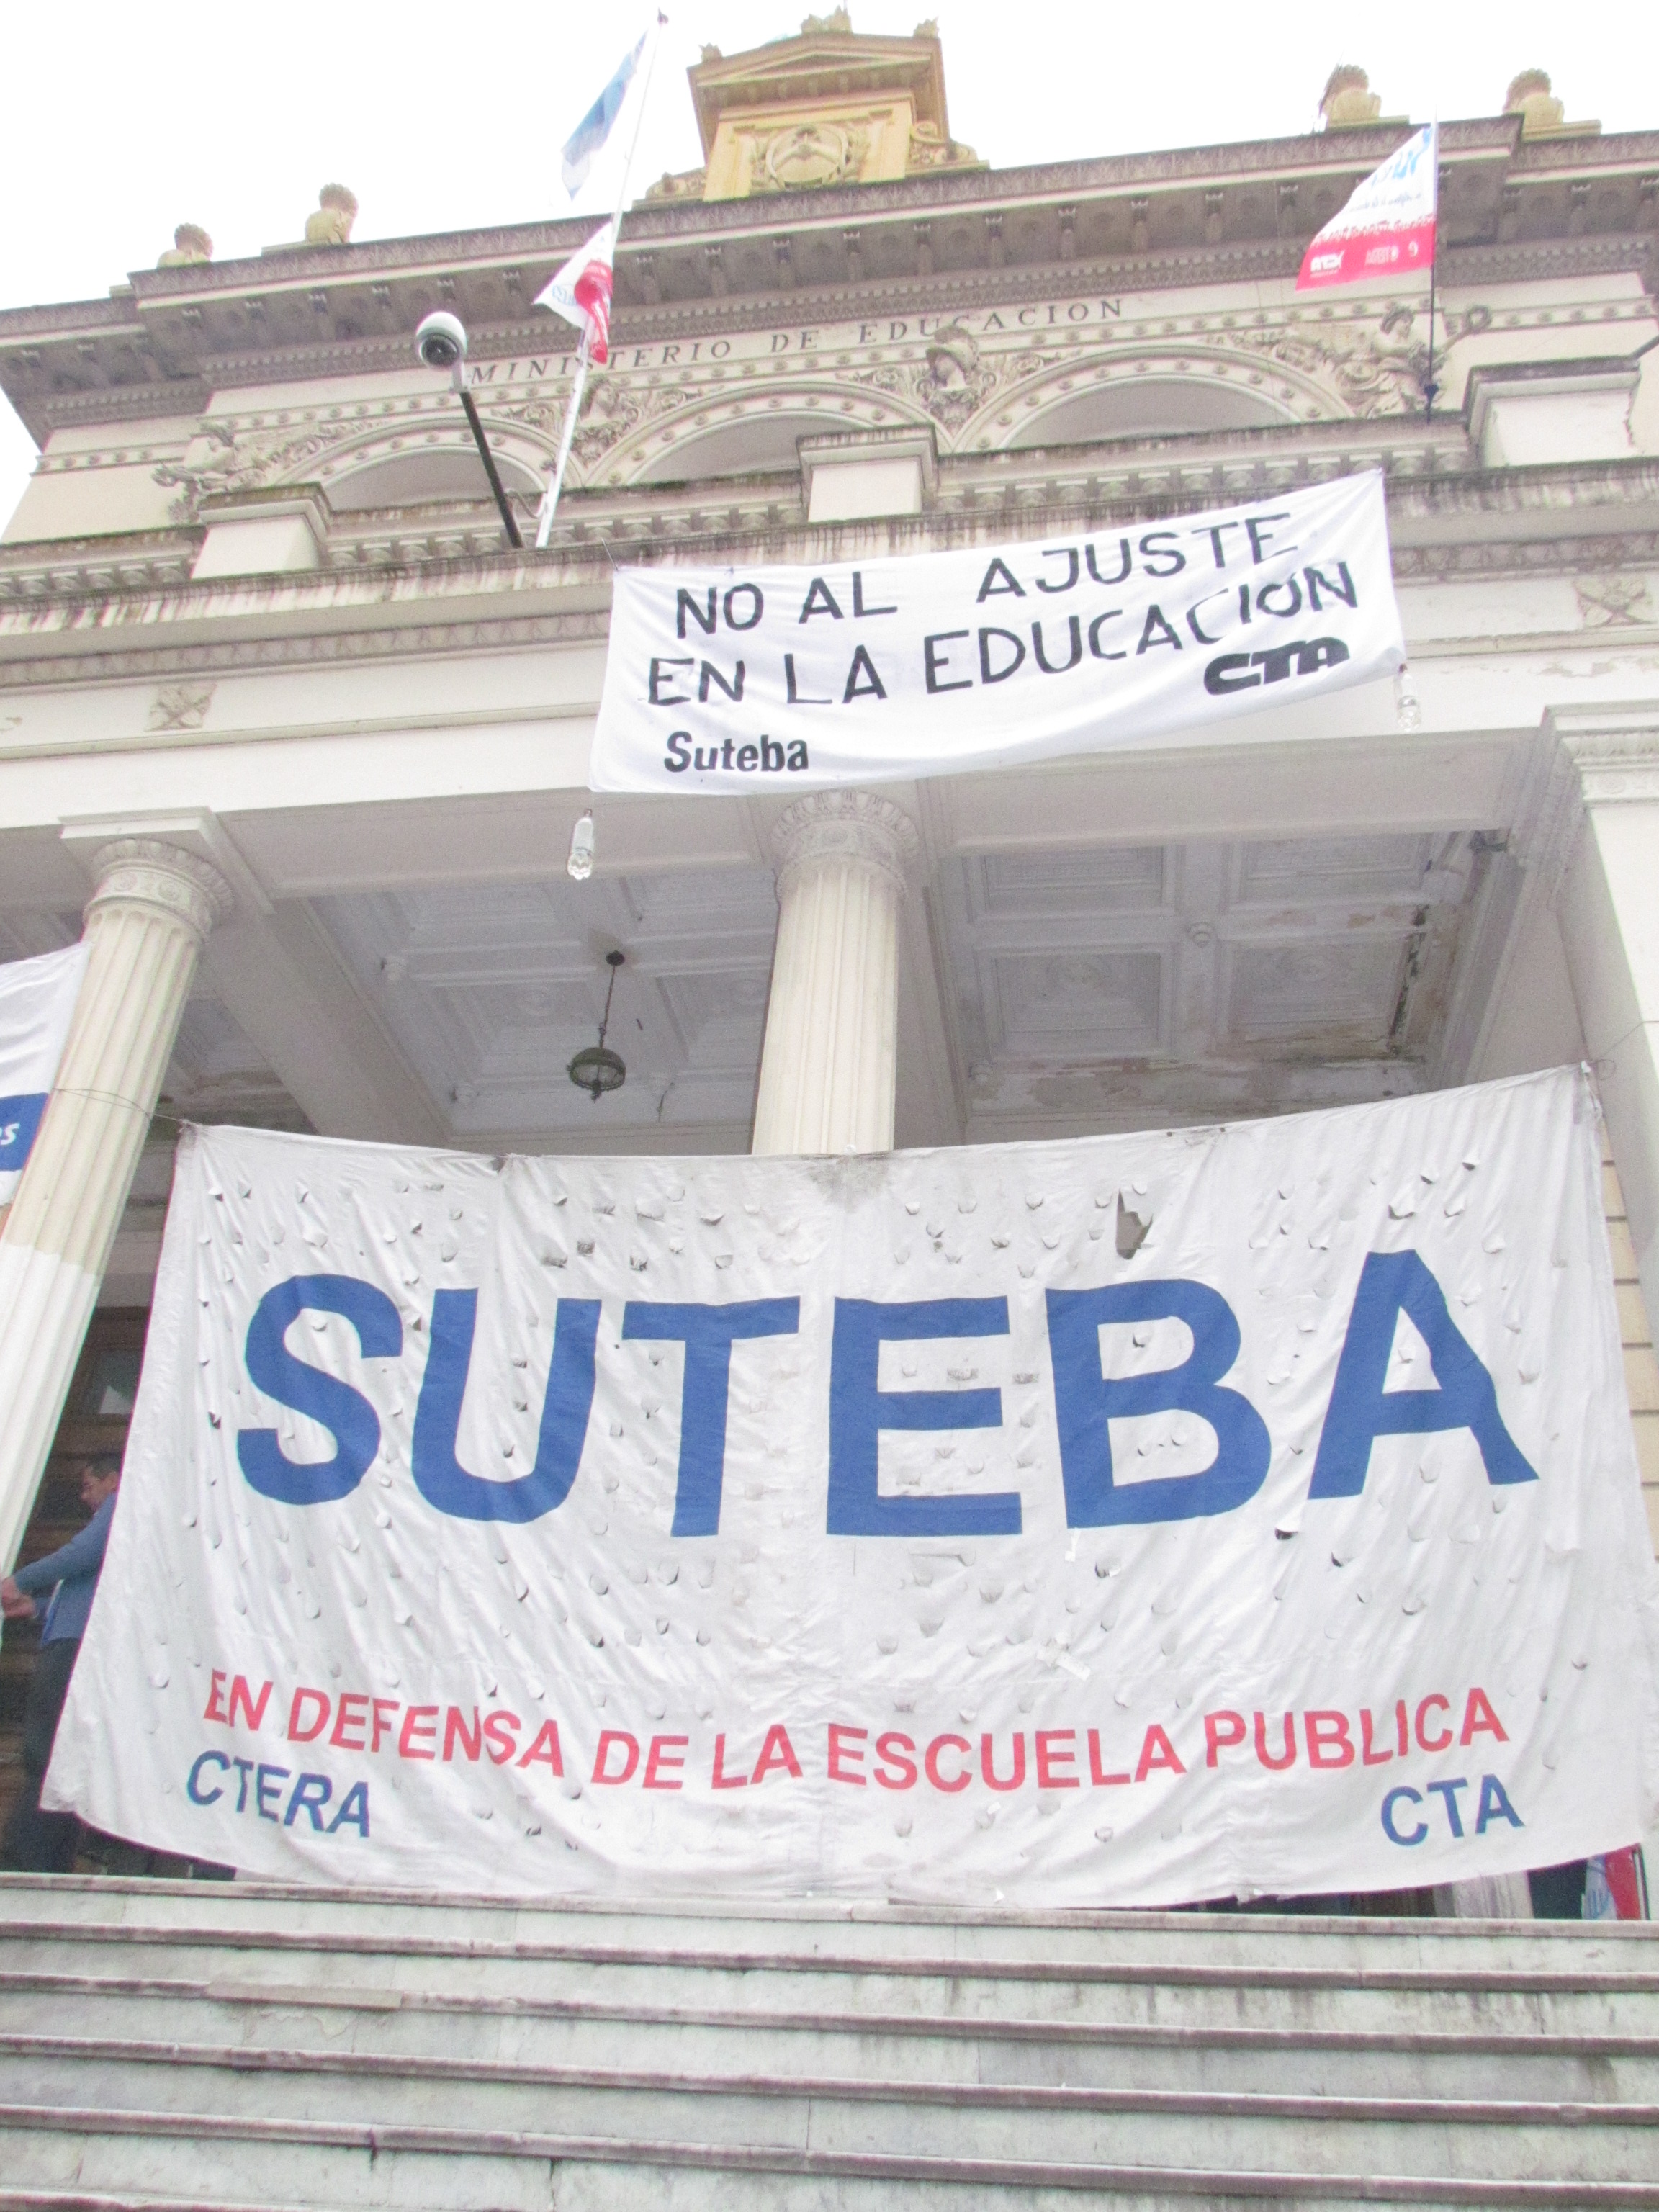 MINISTERIO DE EDUCACION
NO AL AJUSTE
EN LA EDUCACIÓN
CTA
Suteba
SUTEBA
EN DEFENSA DE LA ESCUELA PUBLICA
CTERA
CTA